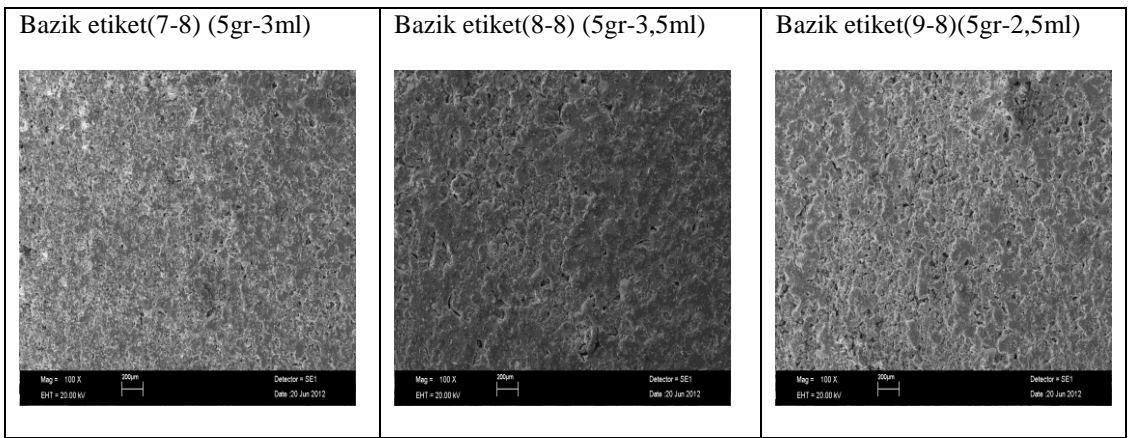 Bazik etiket(7-8) (5gr-3ml)
Mag = 100 X 200µm Detector = SE1
EHT = 20.00 kV Date :20 Jun 2012
Bazik etiket(8-8) (5gr-3,5ml)
Mag = 100 X 200µm Detector = SE1
EHT = 20.00 kV Date :20 Jun 2012
Bazik etiket(9-8)(5gr-2,5ml)
Mag = 100 X 200µm Detector = SE1
EHT = 20.00 kV Date :20 Jun 2012